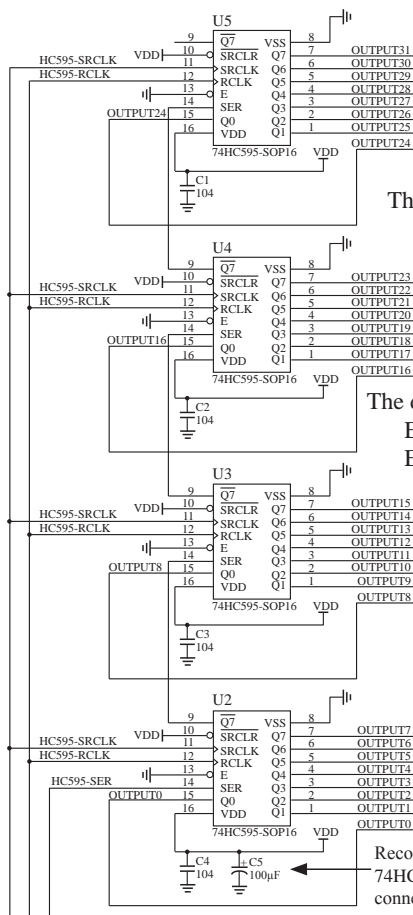 U5
9 Q7 VSS 8
VDD 10 SRCLR Q7 7 OUTPUT31
HC595-SRCLK 11 SRCLK Q6 6 OUTPUT30
HC595-RCLK 12 RCLK Q5 5 OUTPUT29
13 E Q4 4 OUTPUT28
14 SER Q3 3 OUTPUT27
OUTPUT24 15 Q0 Q2 2 OUTPUT26
16 VDD Q1 1 OUTPUT25
74HC595-SOP16 VDD OUTPUT24
C1
104
Th
U4
9 Q7 VSS 8
VDD 10 SRCLR Q7 7 OUTPUT23
HC595-SRCLK 11 SRCLK Q6 6 OUTPUT22
HC595-RCLK 12 RCLK Q5 5 OUTPUT21
13 E Q4 4 OUTPUT20
14 SER Q3 3 OUTPUT19
OUTPUT16 15 Q0 Q2 2 OUTPUT18
16 VDD Q1 1 OUTPUT17
74HC595-SOP16 VDD OUTPUT16
C2
104
The
E
E
U3
9 Q7 VSS 8
VDD 10 SRCLR Q7 7 OUTPUT15
HC595-SRCLK 11 SRCLK Q6 6 OUTPUT14
HC595-RCLK 12 RCLK Q5 5 OUTPUT13
13 E Q4 4 OUTPUT12
14 SER Q3 3 OUTPUT11
OUTPUT8 15 Q0 Q2 2 OUTPUT10
16 VDD Q1 1 OUTPUT9
74HC595-SOP16 VDD OUTPUT8
C3
104
U2
9 Q7 VSS 8
VDD 10 SRCLR Q7 7 OUTPUT7
HC595-SRCLK 11 SRCLK Q6 6 OUTPUT6
HC595-RCLK 12 RCLK Q5 5 OUTPUT5
13 E Q4 4 OUTPUT4
HC595-SER 14 SER Q3 3 OUTPUT3
OUTPUT0 15 Q0 Q2 2 OUTPUT2
16 VDD Q1 1 OUTPUT1
74HC595-SOP16 VDD OUTPUT0
C4
104
+C5
100μF
Reco
74HC
conne